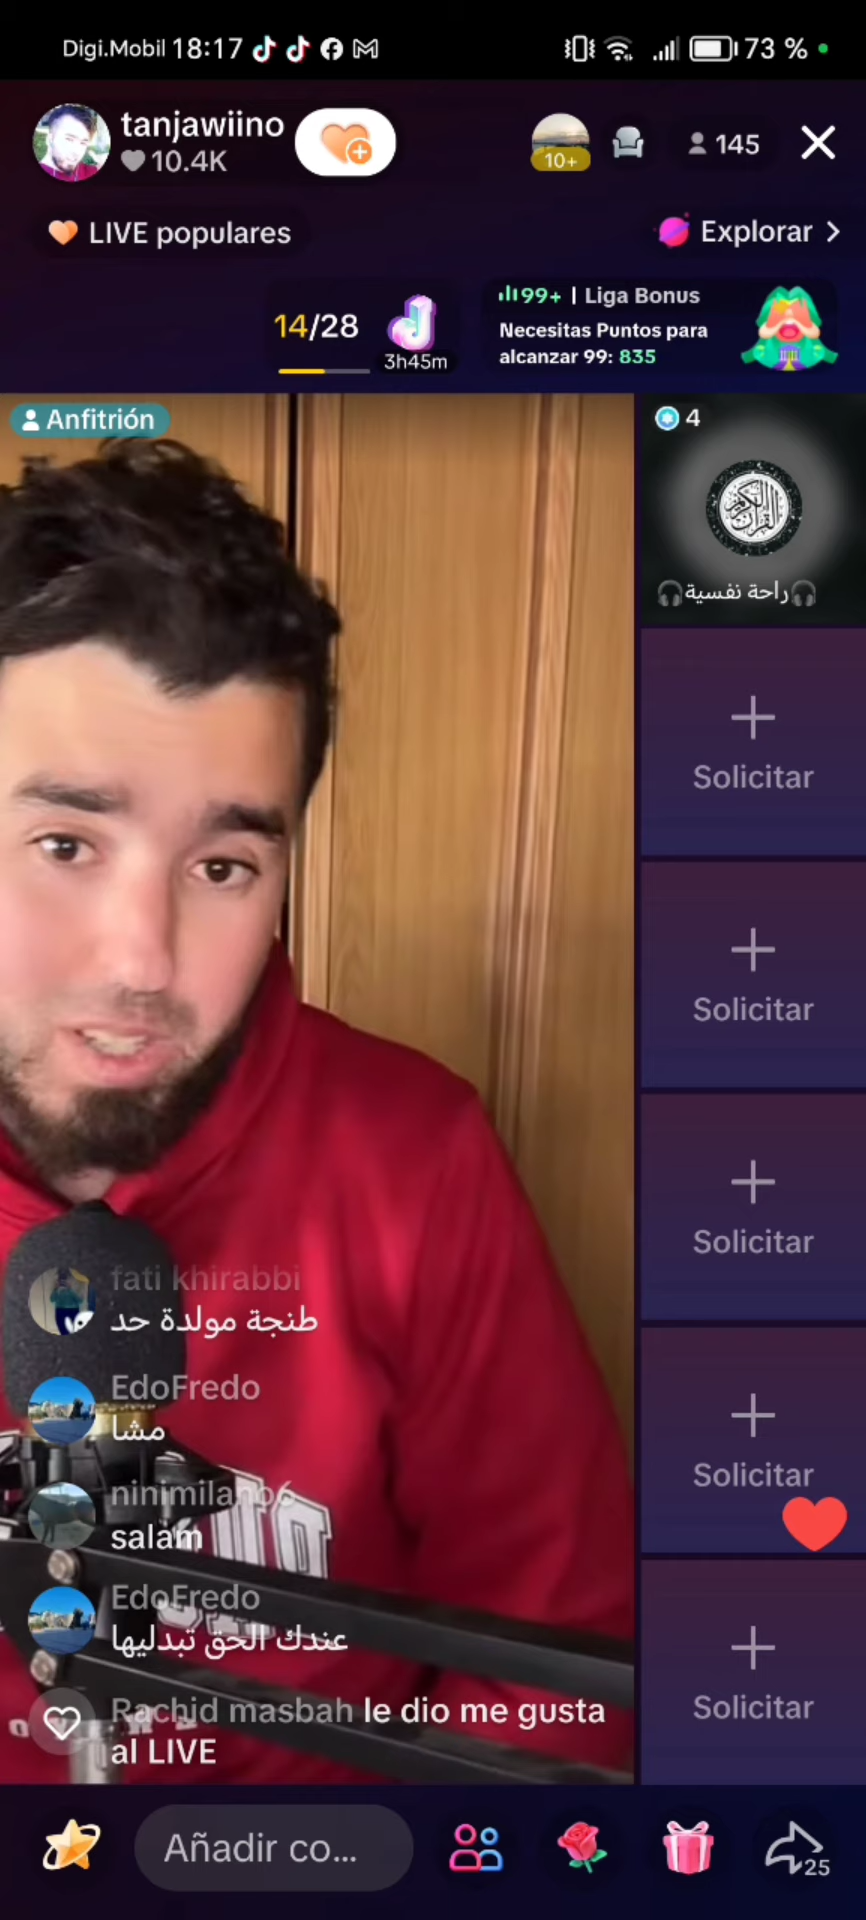 Digi.Mobil 18:17
73 %
tanjawiino
10.4K
10+
145
LIVE populares
Explorar
14/28
3h45m
99+ | Liga Bonus
Necesitas Puntos para
alcanzar 99: 835
Anfitrión
4
القرآن الكريم
🎧راحة نفسية🎧
Solicitar
Solicitar
Solicitar
Solicitar
Solicitar
fati khirabbi
طنجة مولدة حد
EdoFredo
مشا
ninimilano6
salam
EdoFredo
عندك الحق تبدليها
Rachid masbah le dio me gusta
al LIVE
Añadir co...
25